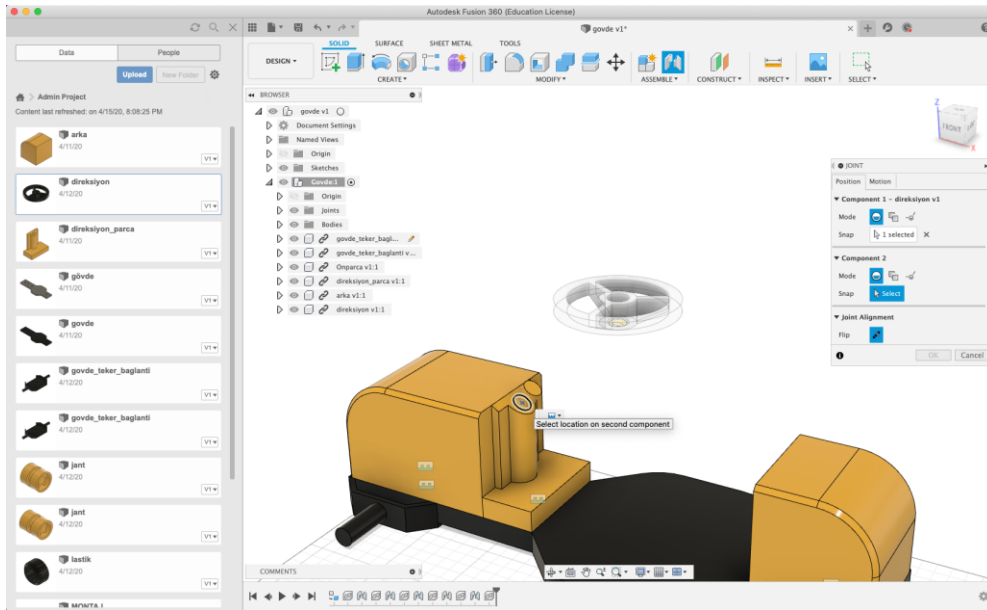 Autodesk Fusion 360 (Education License)
Data
People
Upload
New Folder
Admin Project
Content last refreshed: on 4/15/20, 8:08:25 PM
arka
4/11/20
V1
direksiyon
4/12/20
V1
direksiyon_parca
4/11/20
V1
gövde
4/11/20
V1
govde
4/11/20
V1
govde_teker_baglanti
4/12/20
V1
govde_teker_baglanti
4/12/20
V1
jant
4/12/20
V1
jant
4/12/20
V1
lastik
4/12/20
V1
MONTAJ
govde v1*
DESIGN
SOLID
SURFACE
SHEET METAL
TOOLS
CREATE
MODIFY
ASSEMBLE
CONSTRUCT
INSPECT
INSERT
SELECT
BROWSER
govde v1
Document Settings
Named Views
Origin
Sketches
Govde:1
Origin
Joints
Bodies
govde_teker_bagl...
govde_teker_baglanti v...
Onparca v1:1
direksiyon_parca v1:1
arka v1:1
direksiyon v1:1
Z
FRONT
X
JOINT
Position
Motion
Component 1 - direksiyon v1
Mode
Snap
1 selected
Component 2
Mode
Snap
Select
Joint Alignment
Flip
OK
Cancel
Select location on second component
COMMENTS